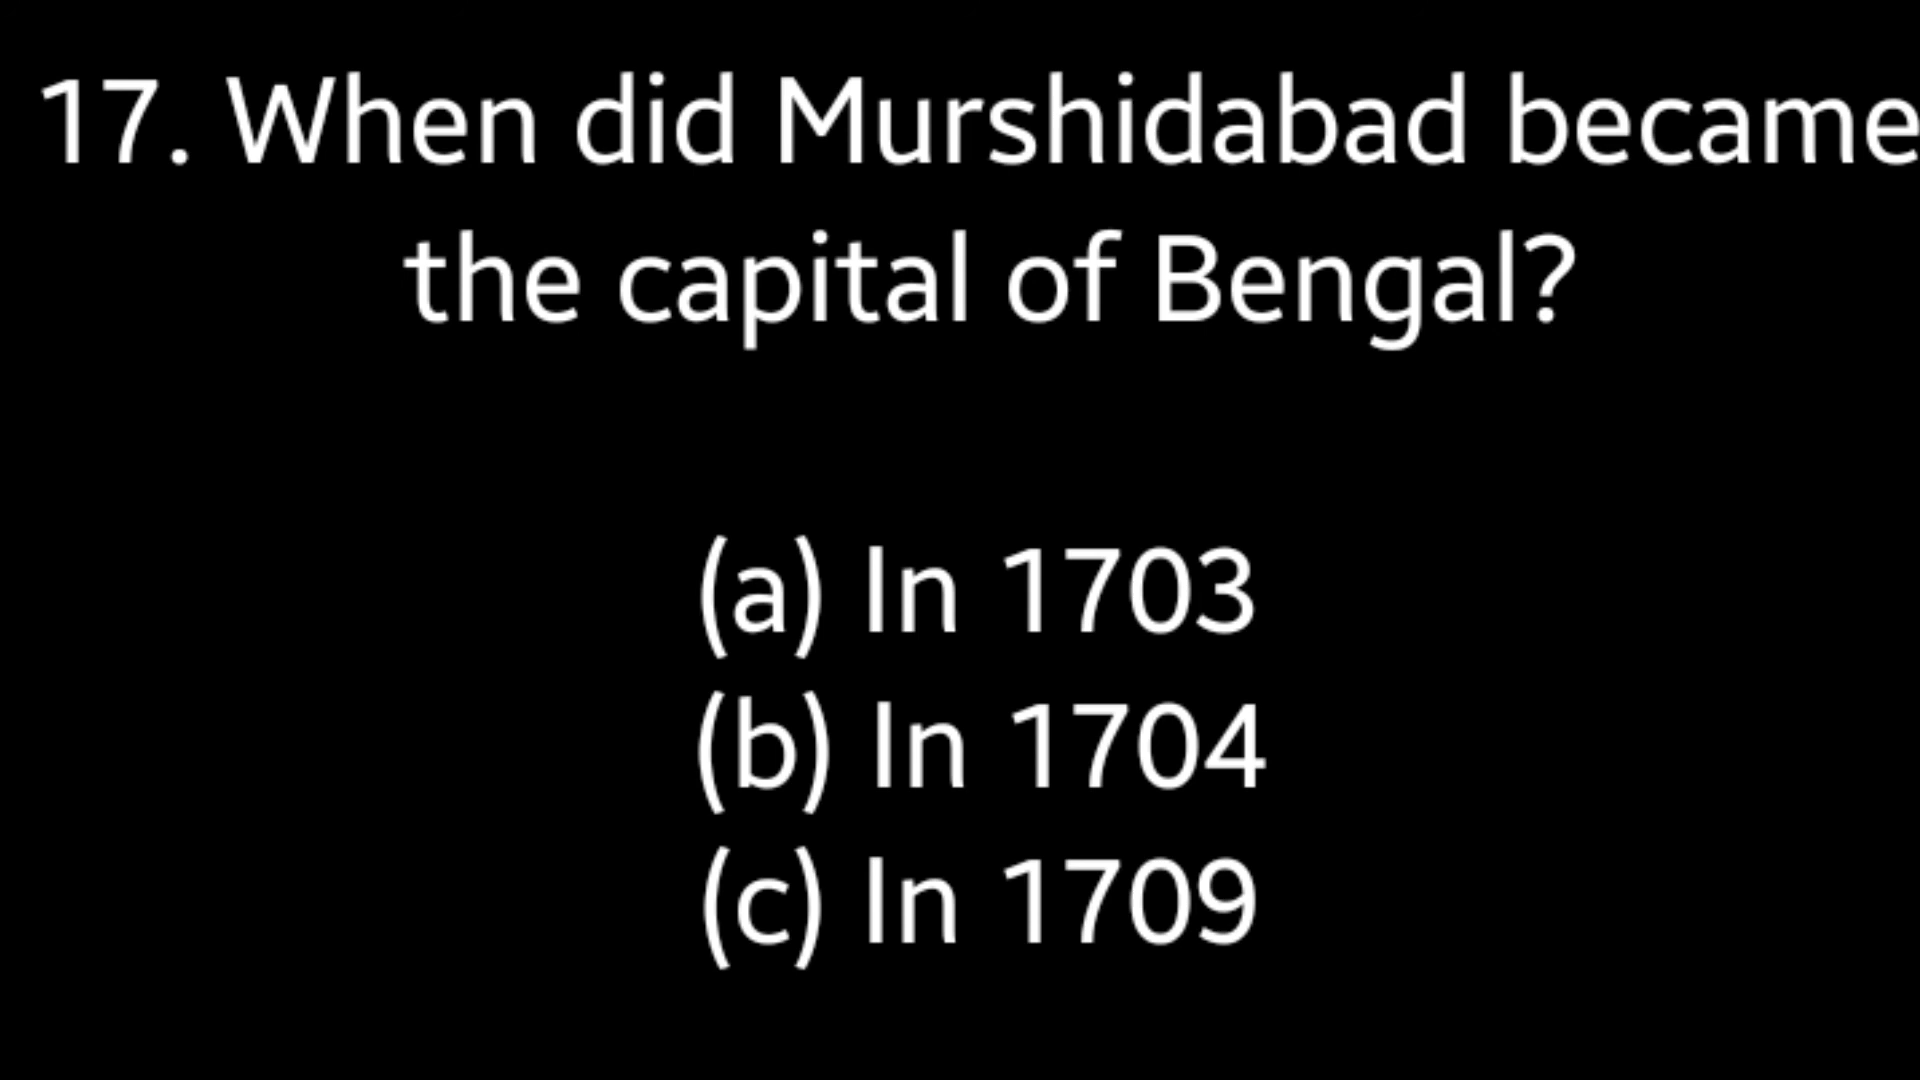 17. When did Murshidabad became
the capital of Bengal?
(a) In 1703
(b) In 1704
(c) In 1709